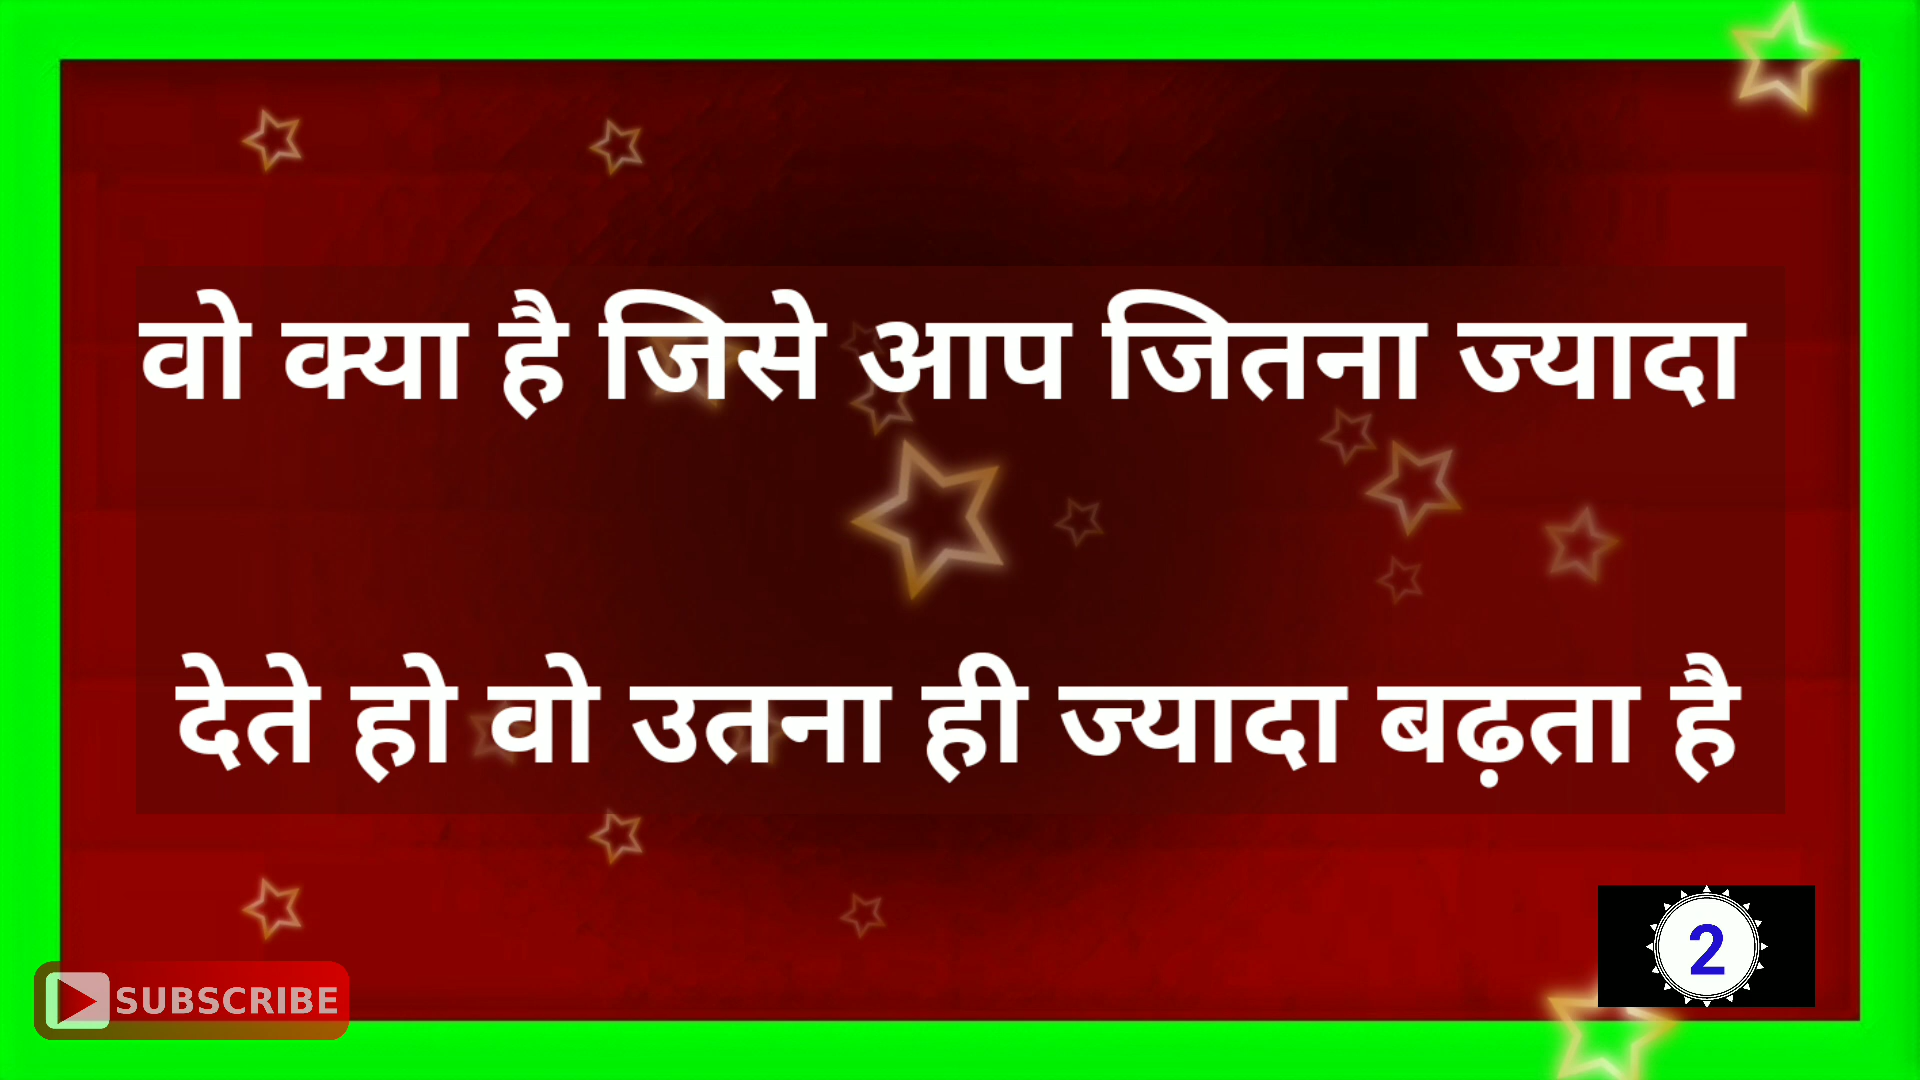 वो क्या है जिसे आप जितना ज्यादा
देते हो वो उतना ही ज्यादा बढ़ता है
2
SUBSCRIBE